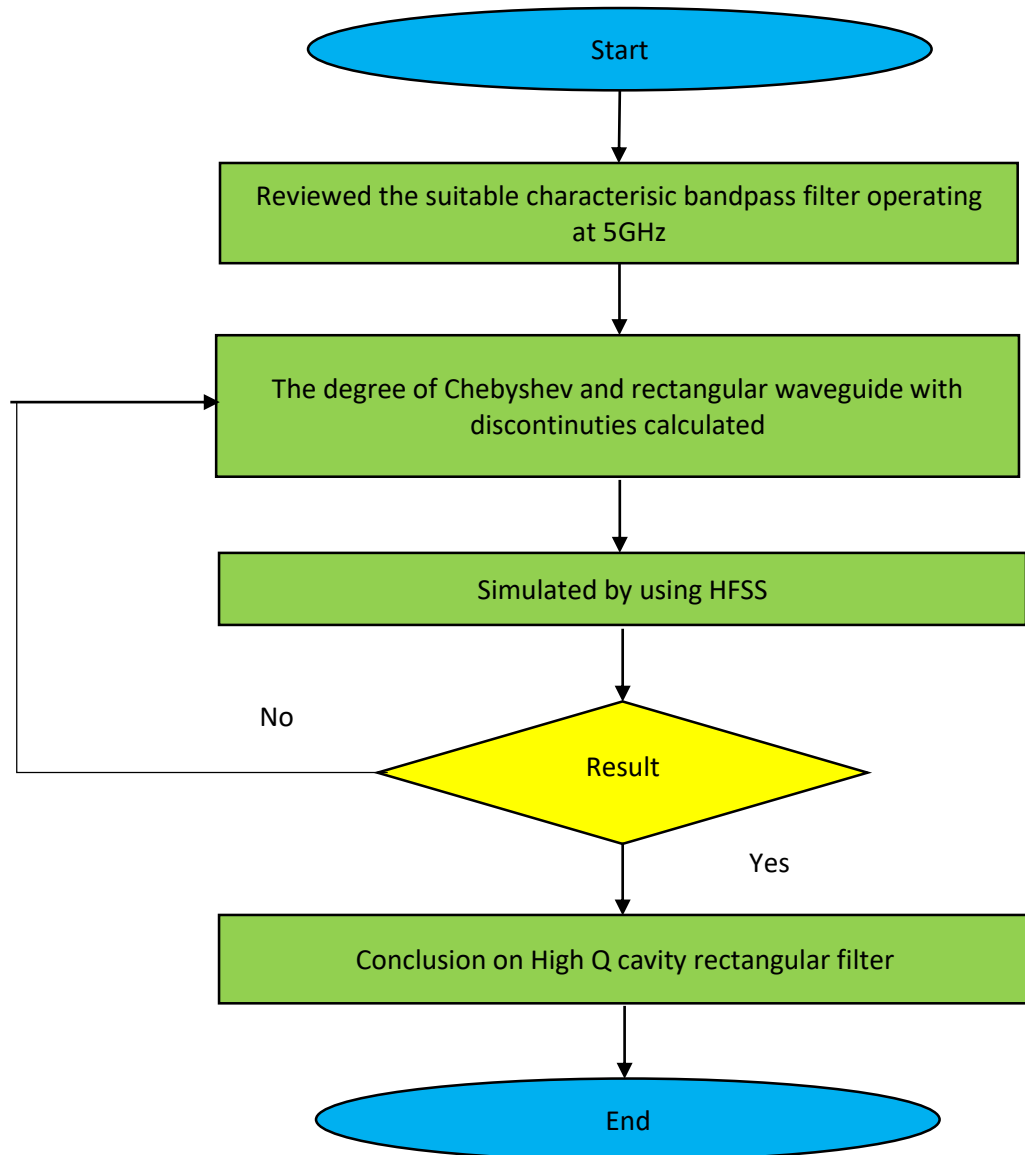 Start
Reviewed the suitable characterisic bandpass filter operating
at 5GHz
The degree of Chebyshev and rectangular waveguide with
discontinuties calculated
Simulated by using HFSS
No
Result
Yes
Conclusion on High Q cavity rectangular filter
End